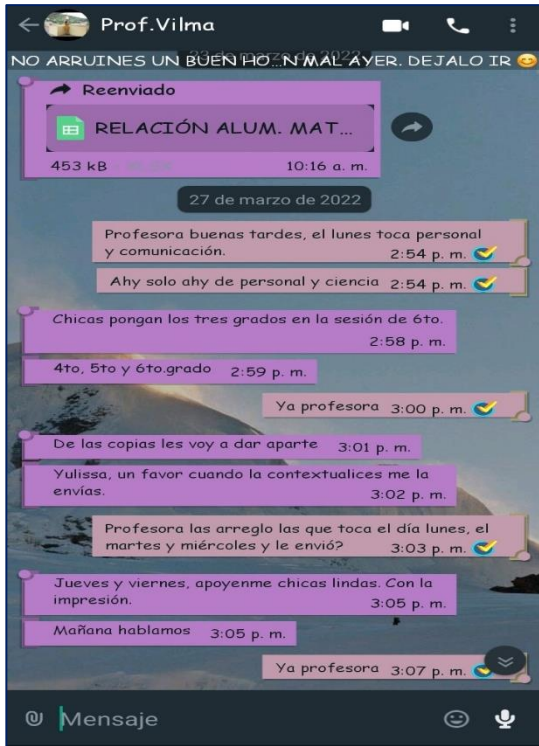 Prof.Vilma
23 de marzo de 2022
NO ARRUINES UN BUEN HO...N MAL AYER. DEJALO IR 😊
Reenviado
RELACIÓN ALUM. MAT...
453 kB
10:16 a. m.
27 de marzo de 2022
Profesora buenas tardes, el lunes toca personal
y comunicación. 2:54 p. m.
Ahy solo ahy de personal y ciencia 2:54 p. m.
Chicas pongan los tres grados en la sesión de 6to.
2:58 p. m.
4to, 5to y 6to.grado 2:59 p. m.
Ya profesora 3:00 p. m.
De las copias les voy a dar aparte 3:01 p. m.
Yulissa, un favor cuando la contextualices me la
envías. 3:02 p. m.
Profesora las arreglo las que toca el día lunes, el
martes y miércoles y le envió? 3:03 p. m.
Jueves y viernes, apoyenme chicas lindas. Con la
impresión. 3:05 p. m.
Mañana hablamos 3:05 p. m.
Ya profesora 3:07 p. m.
Mensaje